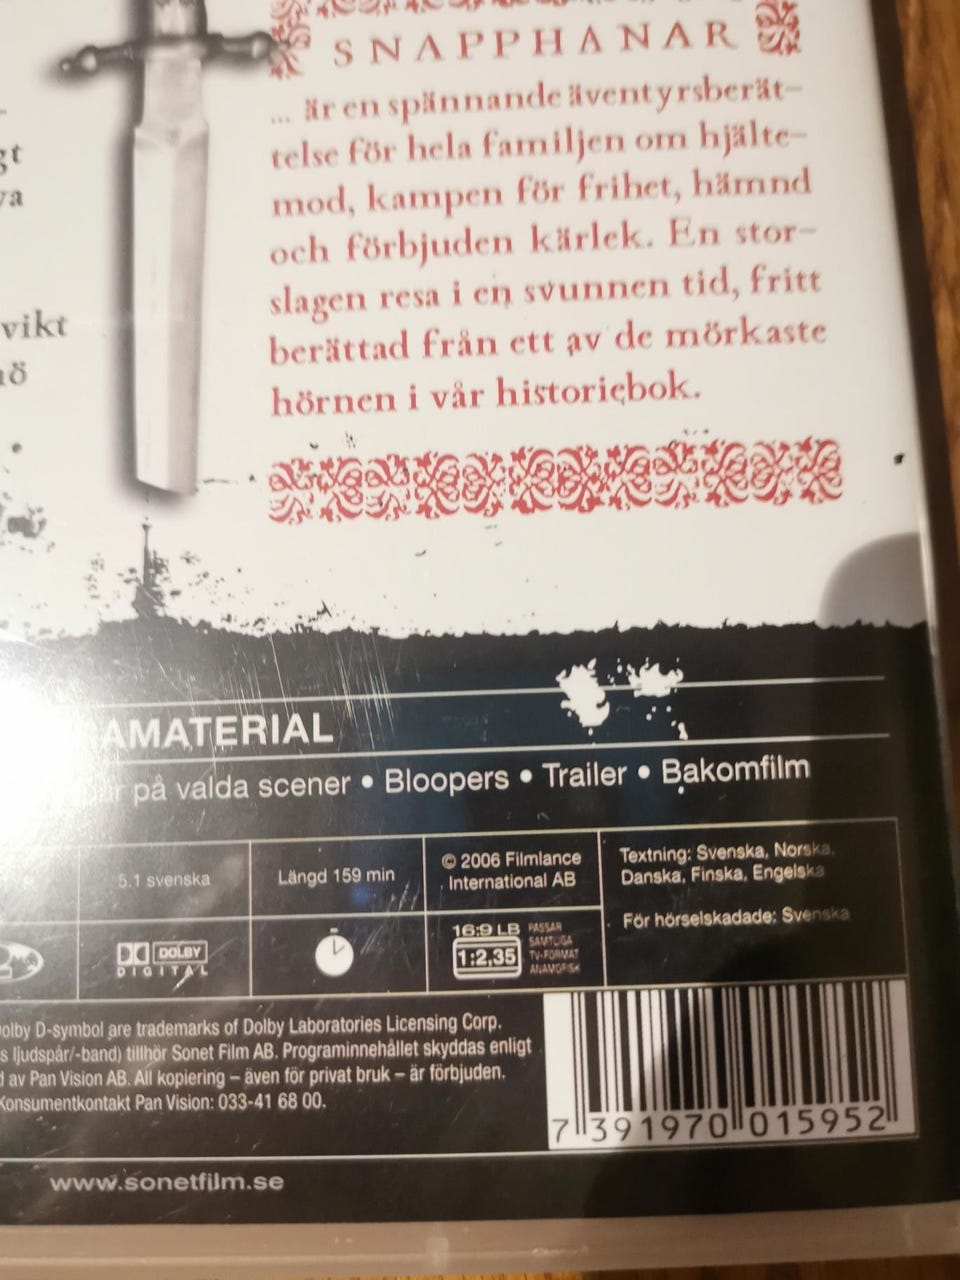 SNAPPHANAR
... är en spännande äventyrsberät-
telse för hela familjen om hjälte-
mod, kampen för frihet, hämnd
och förbjuden kärlek. En stor-
slagen resa i en svunnen tid, fritt
berättad från ett av de mörkaste
hörnen i vår historiebok.
gt
va
vikt
AMATERIAL
på valda scener • Bloopers • Trailer • Bakomfilm
5.1 svenska
Längd 159 min
© 2006 Filmlance
International AB
Textning: Svenska, Norska,
Danska, Finska, Engelska
För hörselskadade: Svenska
DOLBY
DIGITAL
16:9 LB
1:2,35
PASSAR
SAMTLIGA
TV-FORMAT
ANAMORFISK
olby D-symbol are trademarks of Dolby Laboratories Licensing Corp.
s ljudspår/-band) tillhör Sonet Film AB. Programinnehållet skyddas enligt
d av Pan Vision AB. All kopiering – även för privat bruk – är förbjuden.
Konsumentkontakt Pan Vision: 033-41 68 00.
7 391970 015952
www.sonetfilm.se